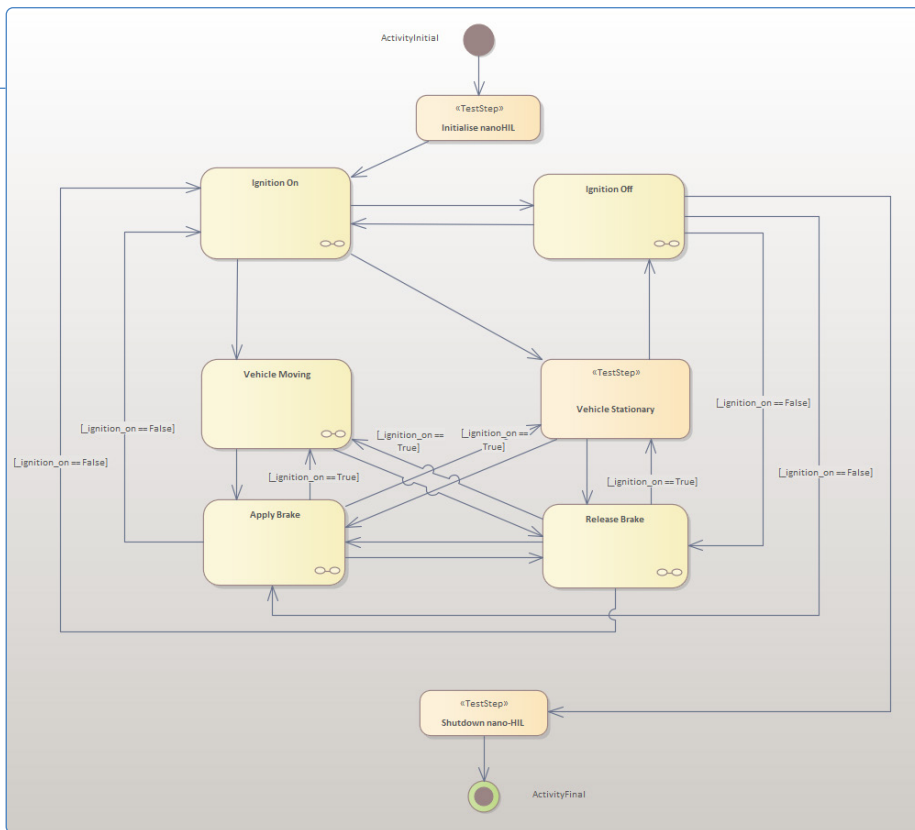 ActivityInitial
«TestStep»
Initialise nanoHIL
Ignition On
Ignition Off
Vehicle Moving
«TestStep»
Vehicle Stationary
[_ignition_on == False]
[_ignition_on ==
True]
[_ignition_on ==
True]
[_ignition_on == False]
[_ignition_on == False]
[_ignition_on == False]
[_ignition_on == True]
[_ignition_on == True]
Apply Brake
Release Brake
«TestStep»
Shutdown nano-HIL
ActivityFinal